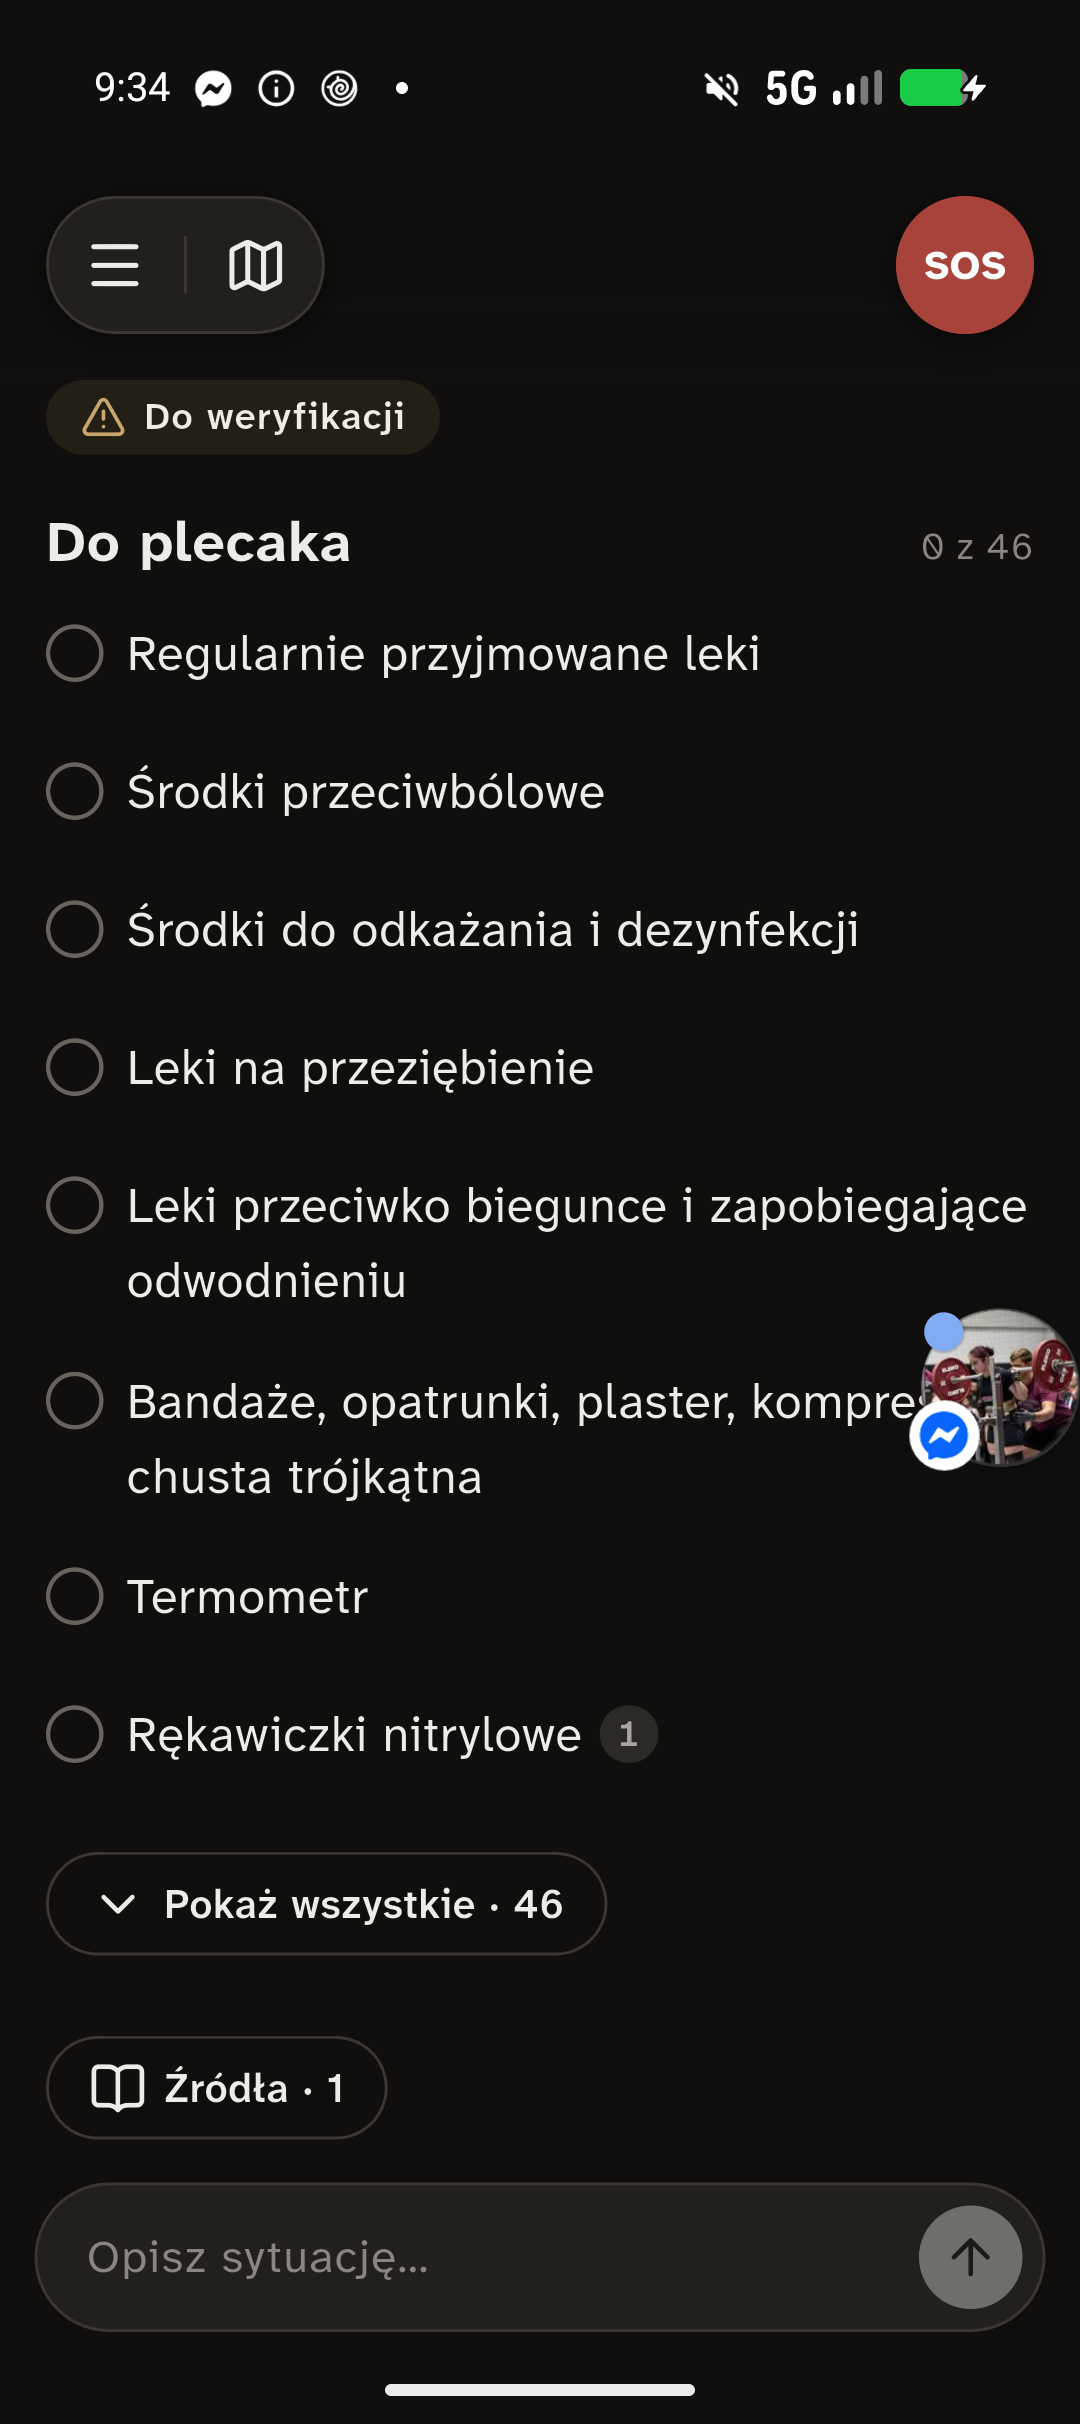 9:34
5G
SOS
Do weryfikacji
Do plecaka
0 z 46
Regularnie przyjmowane leki
Środki przeciwbólowe
Środki do odkażania i dezynfekcji
Leki na przeziębienie
Leki przeciwko biegunce i zapobiegające
odwodnieniu
Bandaże, opatrunki, plaster,
chusta trójkątna
Termometr
Rękawiczki nitrylowe 1
Pokaż wszystkie · 46
Źródła · 1
Opisz sytuację...